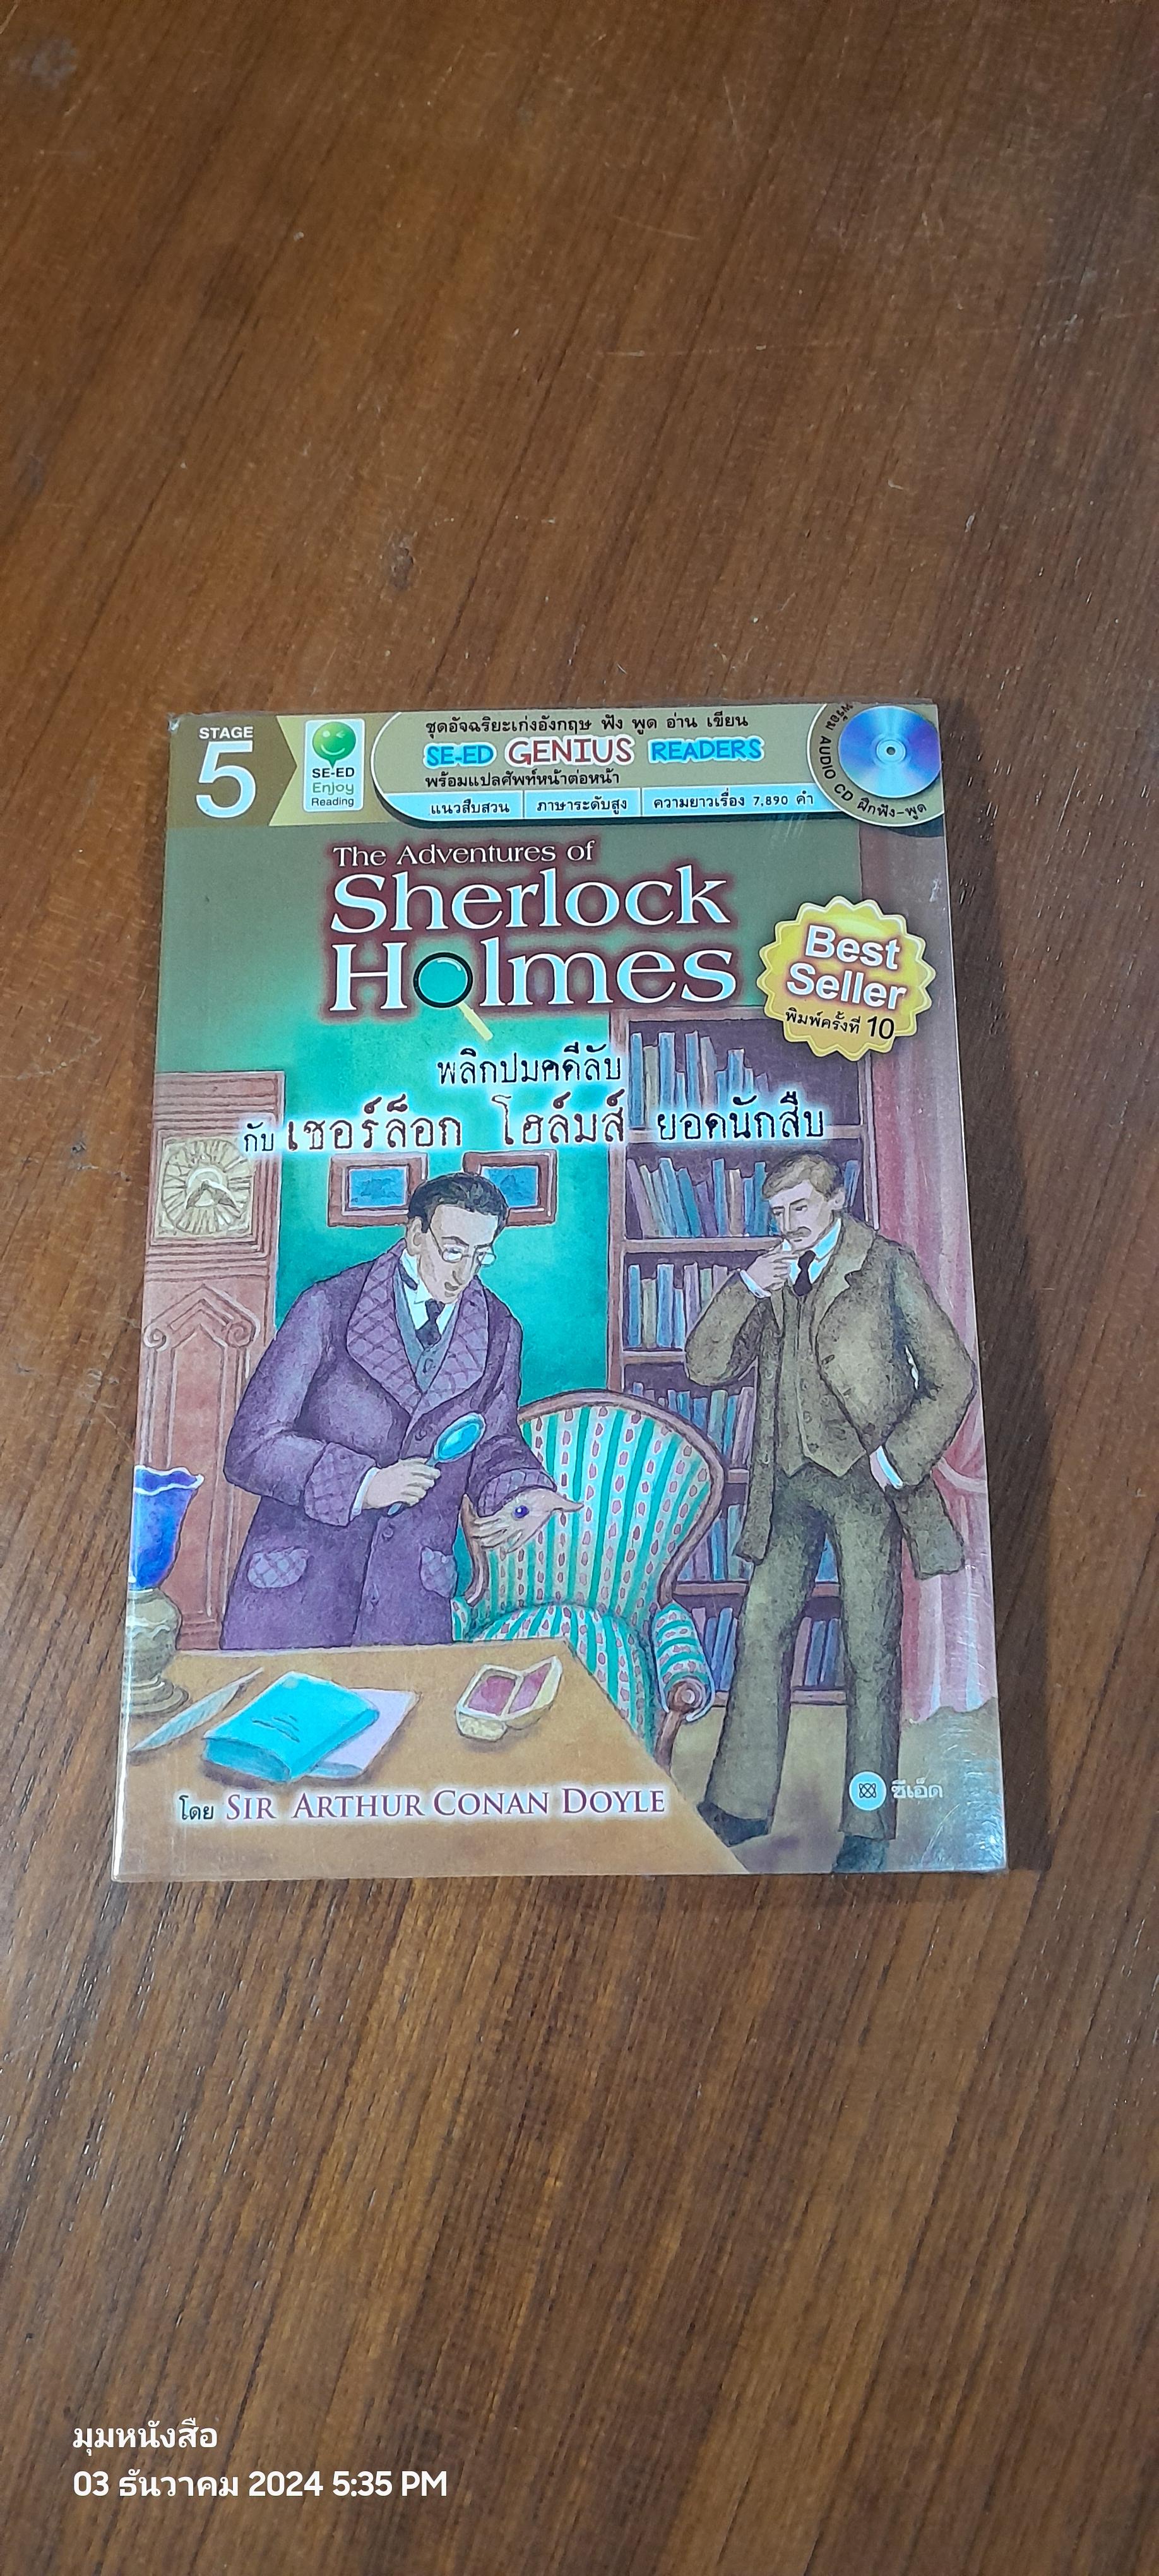 STAGE
5
SE-ED
Enjoy
Reading
ชุดอัจฉริยะเก่งอังกฤษ ฟัง พูด อ่าน เขียน
SE-ED GENIUS READERS
พร้อมแปลศัพท์หน้าต่อหน้า
แนวสืบสวน ภาษาระดับสูง ความยาวเรื่อง 7,890 คำ
พร้อม AUDIO CD ฝึกฟัง-พูด
The Adventures of
Sherlock
Holmes
Best
Seller
พิมพ์ครั้งที่ 10
พลิกปมคดีลับ
กับ เชอร์ล็อก โฮล์มส์ ยอดนักสืบ
โดย SIR ARTHUR CONAN DOYLE
ซีเอ็ด
มุมหนังสือ
03 ธันวาคม 2024 5:35 PM